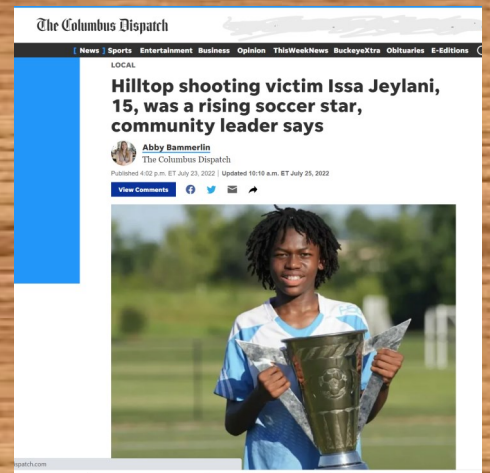 The Columbus Dispatch
[ News ] Sports Entertainment Business Opinion ThisWeekNews BuckeyeXtra Obituaries E-Editions
LOCAL
Hilltop shooting victim Issa Jeylani,
15, was a rising soccer star,
community leader says
Abby Bammerlin
The Columbus Dispatch
Published 4:02 p.m. ET July 23, 2022 | Updated 10:10 a.m. ET July 25, 2022
View Comments
ispatch.com